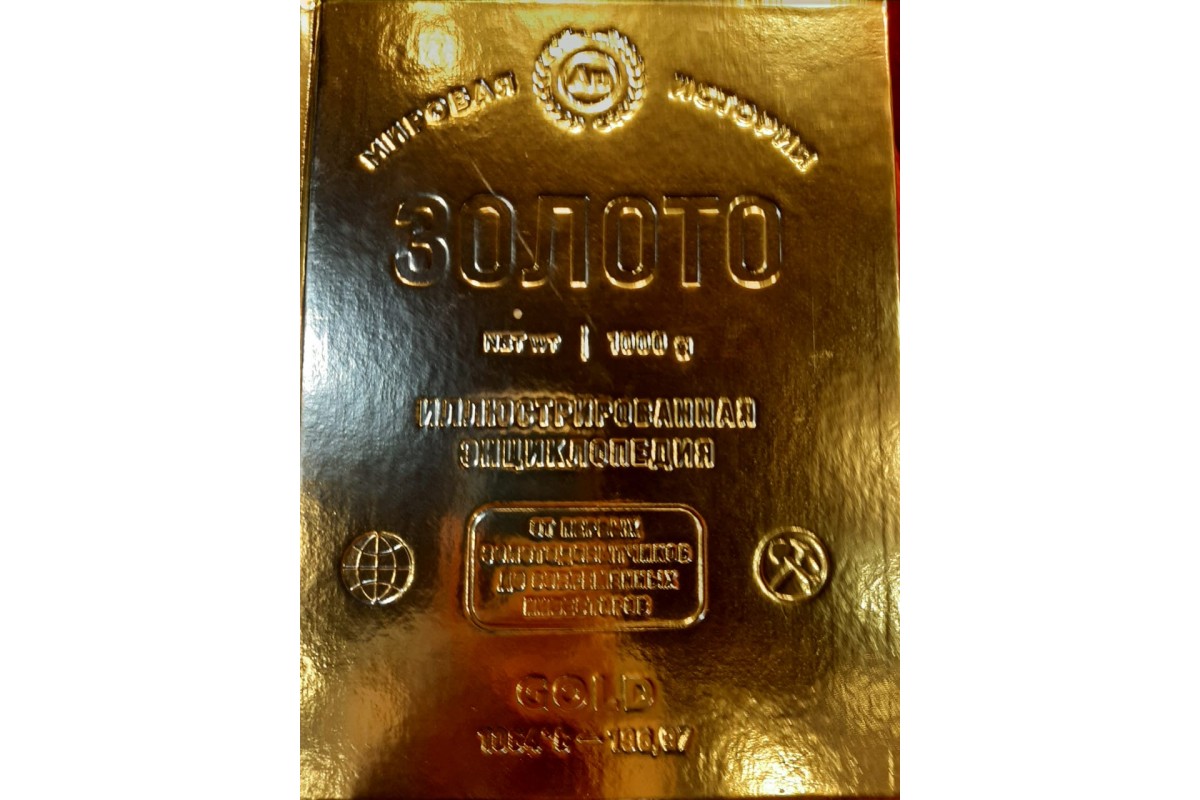 МИРОВАЯ ИСТОРИЯ
ЗОЛОТО
NET WT | 1000 g
ИЛЛЮСТРИРОВАННАЯ
ЭНЦИКЛОПЕДИЯ
ОТ ПЕРВЫХ
ЗОЛОТОДОБЫТЧИКОВ
ДО СОВРЕМЕННЫХ
ИНВЕСТОРОВ
GOLD